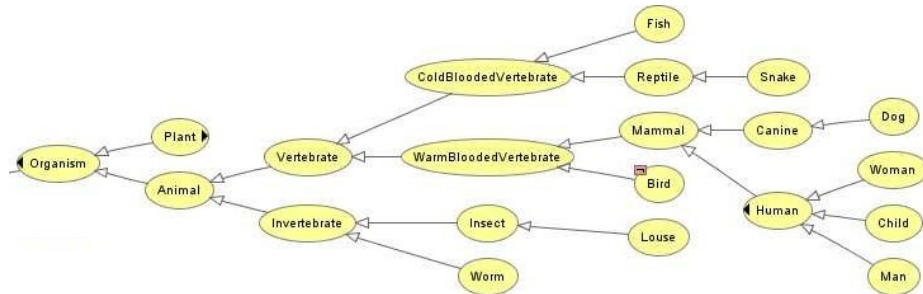 Fish
ColdBloodedVertebrate
Reptile
Snake
Plant
Mammal
Canine
Dog
Organism
Vertebrate
WarmBloodedVertebrate
Animal
Bird
Woman
Human
Invertebrate
Insect
Child
Louse
Worm
Man